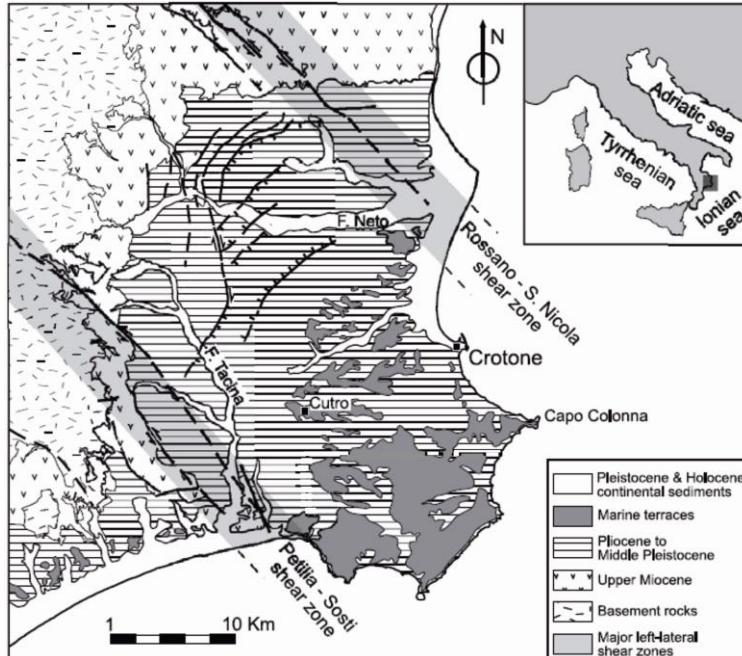 N
Adriatic sea
Tyrrhenian
sea
Ionian
sea
F. Neto
Rossano - S. Nicola
shear zone
Crotone
F. Tacina
Cutro
Capo Colonna
Petilia - Sosti
shear zone
1 10 Km
Pleistocene & Holocene
continental sediments
Marine terraces
Pliocene to
Middle Pleistocene
Upper Miocene
Basement rocks
Major left-lateral
shear zones